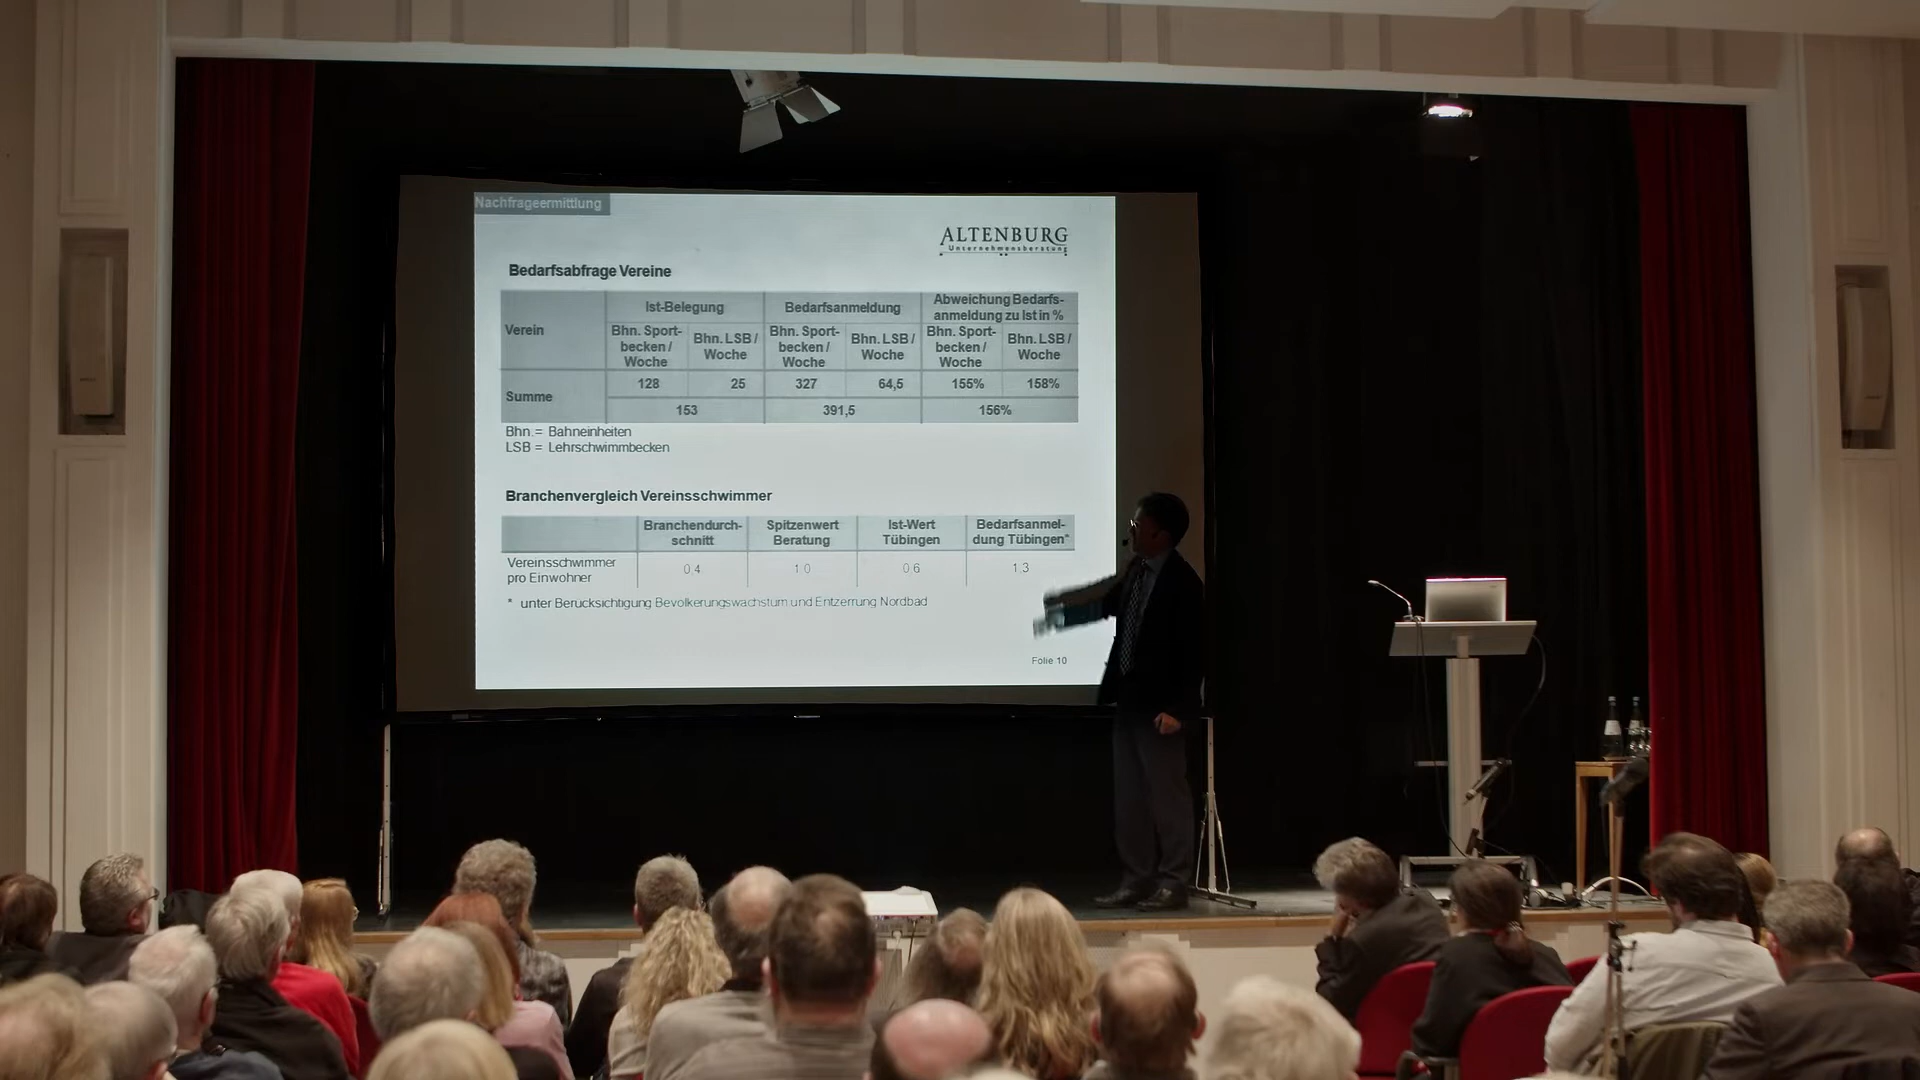 Nachfrageermittlung
ALTENBURG
Unternehmensberatung
Bedarfsabfrage Vereine
Verein
Ist-Belegung
Bedarfsanmeldung
Abweichung Bedarfs-
anmeldung zu Ist in %
Bhn. Sport-
becken /
Woche
Bhn. LSB /
Woche
Bhn. Sport-
becken /
Woche
Bhn. LSB /
Woche
Bhn. Sport-
becken /
Woche
Bhn. LSB /
Woche
Summe
128 25 327 64,5 155% 158%
153 391,5 156%
Bhn.= Bahneinheiten
LSB = Lehrschwimmbecken
Branchenvergleich Vereinsschwimmer
Branchendurch-
schnitt
Spitzenwert
Beratung
Ist-Wert
Tübingen
Bedarfsanmel-
dung Tübingen*
Vereinsschwimmer
pro Einwohner
0,4 1,0 0,6 1,3
* unter Berücksichtigung Bevölkerungswachstum und Entzerrung Nordbad
Folie 10